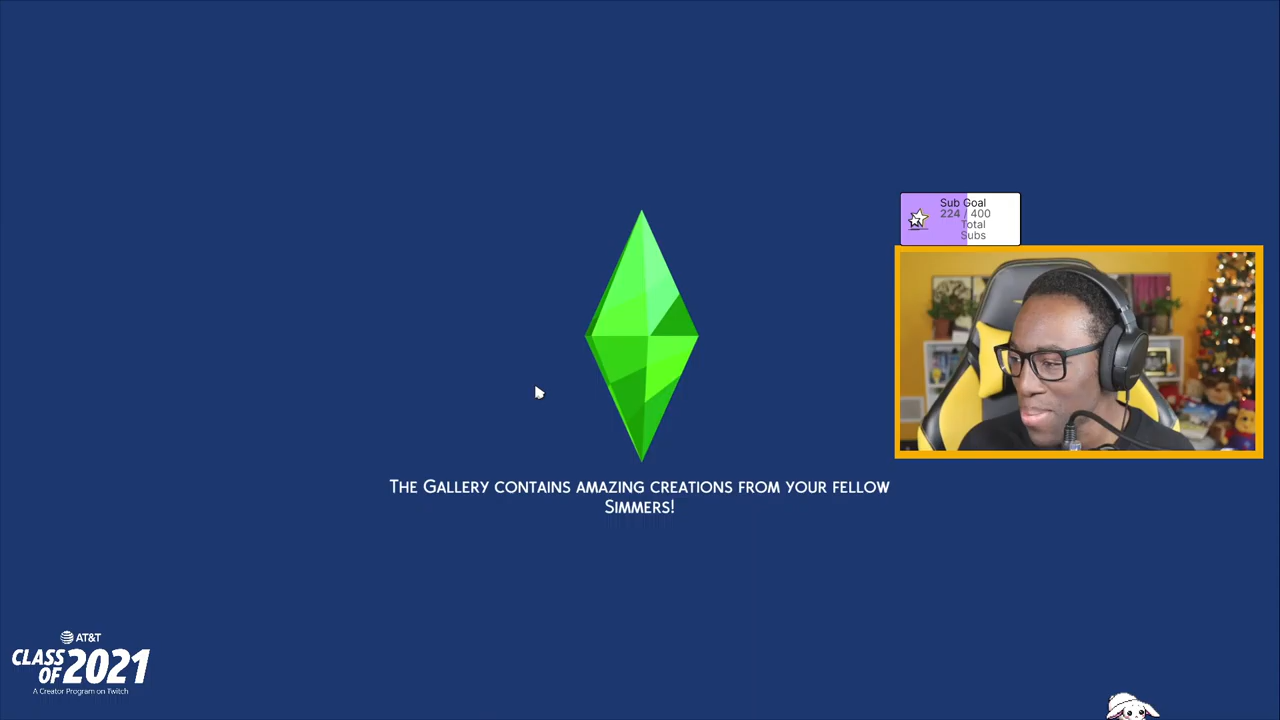 Sub Goal
224 / 400
Total
Subs
THE GALLERY CONTAINS AMAZING CREATIONS FROM YOUR FELLOW
SIMMERS!
AT&T
CLASS
OF 2021
A Creator Program on Twitch